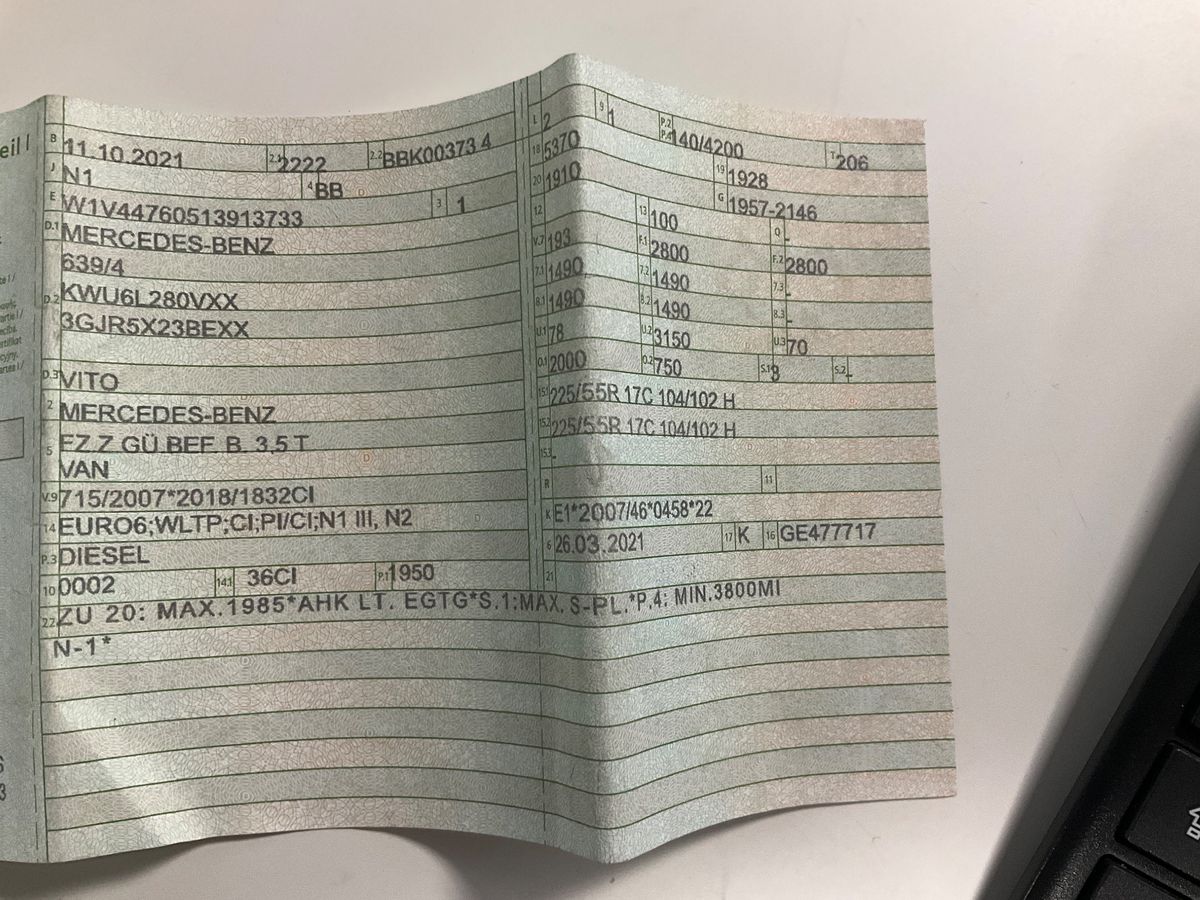 eil /
B 11.10.2021 2.1 2222 2.2 BBK00373 4
J N1 4 BB
E W1V44760513913733 3 1
D.1 MERCEDES-BENZ
639/4
D.2 KWU6L280VXX
3GJR5X23BEXX
D.3 VITO
2 MERCEDES-BENZ
5 FZ.Z.GÜ.BEF. B. 3,5 T
VAN
V.9 715/2007*2018/1832CI
14 EURO6;WLTP;CI;PI/CI;N1 III, N2
P.3 DIESEL
10 0002 14.1 36CI P.1 1950
L 2 9 1 P.2 P.4 140/4200 T 206
18 5370 19 1928
20 1910 G 1957-2146
12 13 100 Q -
V.7 193 F.1 2800 F.2 2800
7.1 1490 7.2 1490 7.3 -
8.1 1490 8.2 1490 8.3 -
U.1 78 U.2 3150 U.3 70
O.1 2000 O.2 750 S.1 3 S.2 -
15.1 225/55R 17C 104/102 H
15.2 225/55R 17C 104/102 H
15.3 -
R 11
K E1*2007/46*0458*22
6 26.03.2021 17 K 16 GE477717
21
22 ZU 20: MAX.1985*AHK LT. EGTG*S.1:MAX. S-PL.*P.4: MIN.3800MI
N-1*